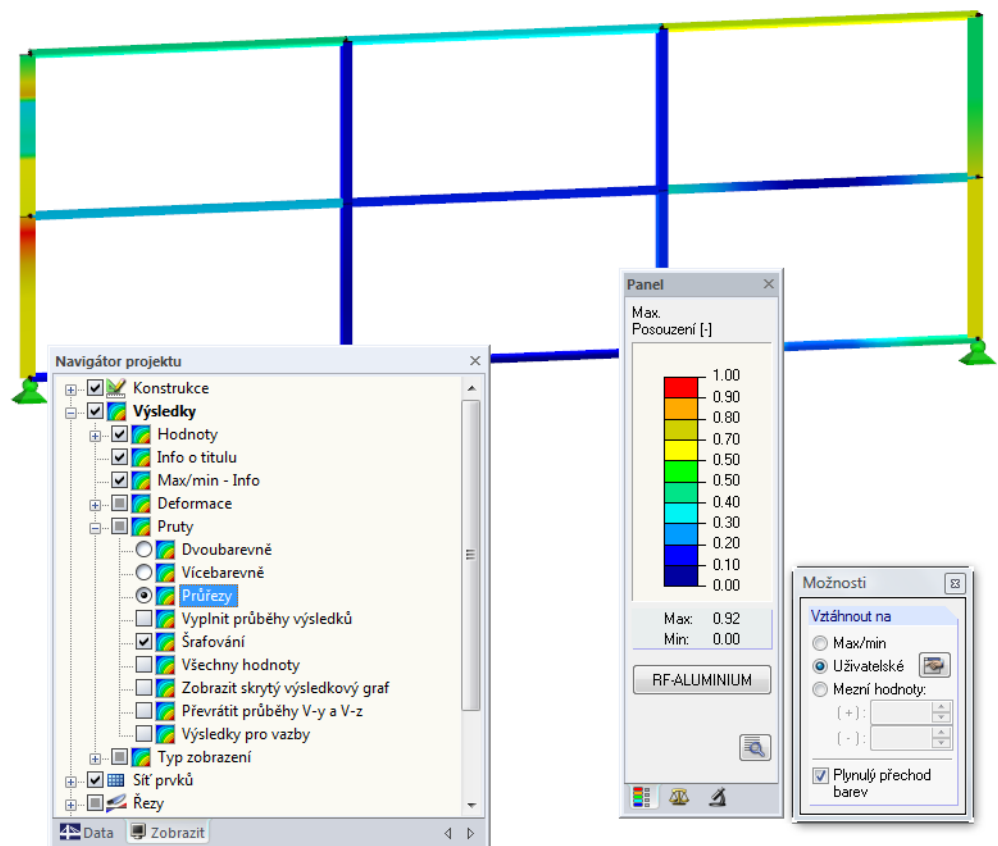 Navigátor projektu
Konstrukce
Výsledky
Hodnoty
Info o titulu
Max/min - Info
Deformace
Pruty
Dvoubarevně
Vícebarevně
Průřezy
Vyplnit průběhy výsledků
Šrafování
Všechny hodnoty
Zobrazit skrytý výsledkový graf
Převrátit průběhy V-y a V-z
Výsledky pro vazby
Typ zobrazení
Síť prvků
Řezy
Data
Zobrazit
Panel
Max.
Posouzení [-]
1.00
0.90
0.80
0.70
0.50
0.50
0.40
0.30
0.20
0.10
0.00
Max: 0.92
Min: 0.00
RF-ALUMINIUM
Možnosti
Vztáhnout na
Max/min
Uživatelské
Mezní hodnoty:
(+):
(-):
Plynulý přechod
barev